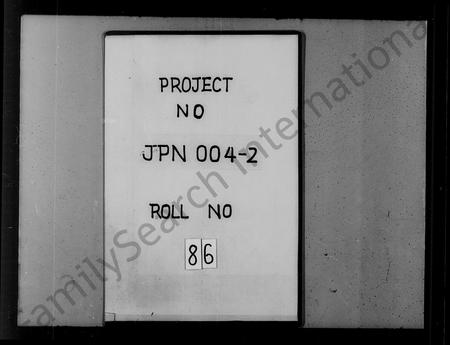 PROJECT
NO
JPN 004-2
ROLL NO
86
FamilySearch International